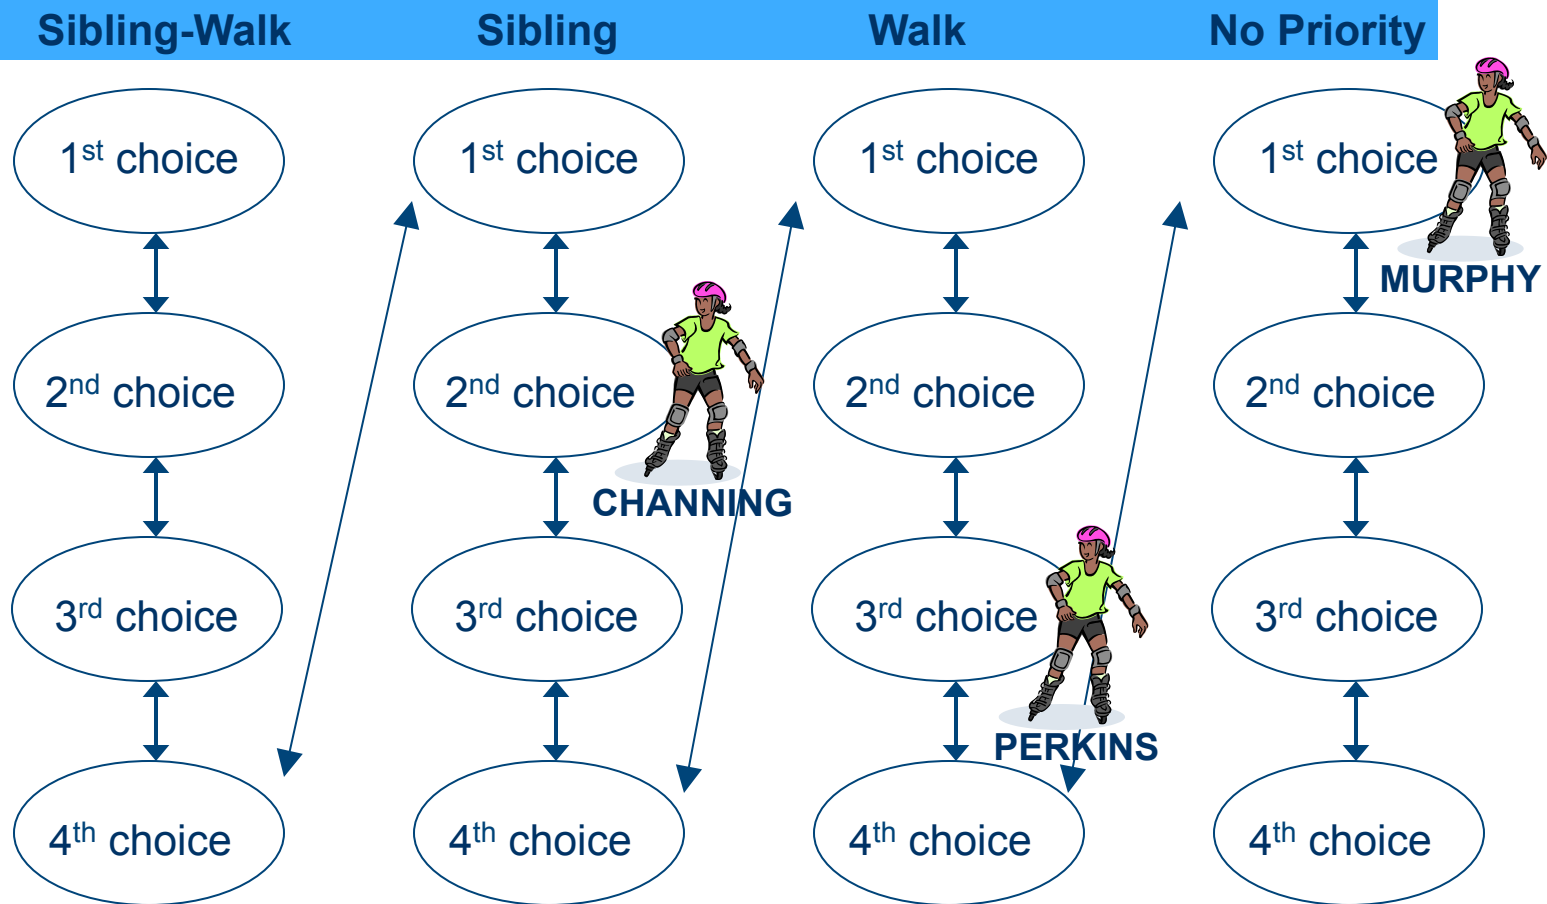 Sibling-Walk Sibling Walk No Priority
1st choice 1st choice 1st choice 1st choice
MURPHY
2nd choice 2nd choice 2nd choice 2nd choice
CHANNING
3rd choice 3rd choice 3rd choice 3rd choice
PERKINS
4th choice 4th choice 4th choice 4th choice